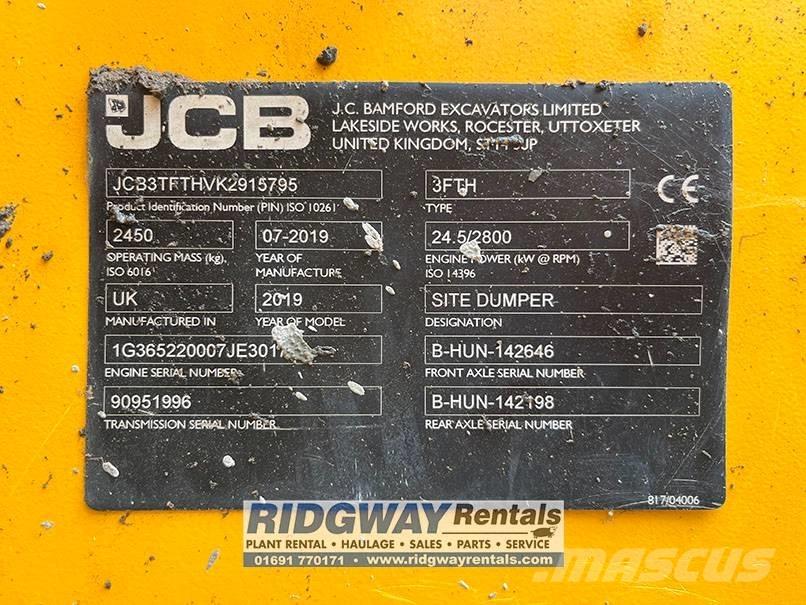 JCB
J.C. BAMFORD EXCAVATORS LIMITED
LAKESIDE WORKS, ROCESTER, UTTOXETER
UNITED KINGDOM,
JCB3TFTHVK2915795
Product Identification Number (PIN) ISO 10261
3FTH
TYPE
CE
2450
OPERATING MASS (kg),
ISO 6016
07-2019
YEAR OF
MANUFACTURE
24.5/2800
ENGINE POWER (kW @ RPM)
ISO 14396
UK
MANUFACTURED IN
2019
YEAR OF MODEL
SITE DUMPER
DESIGNATION
ENGINE SERIAL NUMBER
B-HUN-142646
FRONT AXLE SERIAL NUMBER
90951996
TRANSMISSION SERIAL NUMBER
B-HUN-142198
REAR AXLE SERIAL NUMBER
817/04006
RIDGWAY Rentals
PLANT RENTAL • HAULAGE • SALES • PARTS • SERVICE
01691 770171 • www.ridgwayrentals.com
mascus